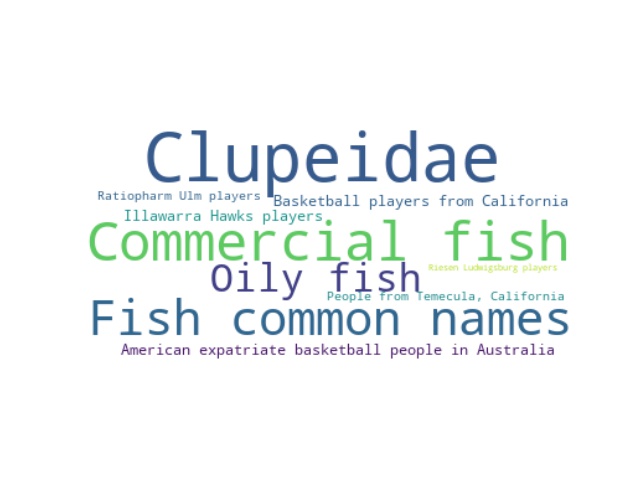 Clupeidae
Ratiopharm Ulm players
Basketball players from California
Illawarra Hawks players
Commercial fish
Oily fish
Riesen Ludwigsburg players
People from Temecula, California
Fish common names
American expatriate basketball people in Australia